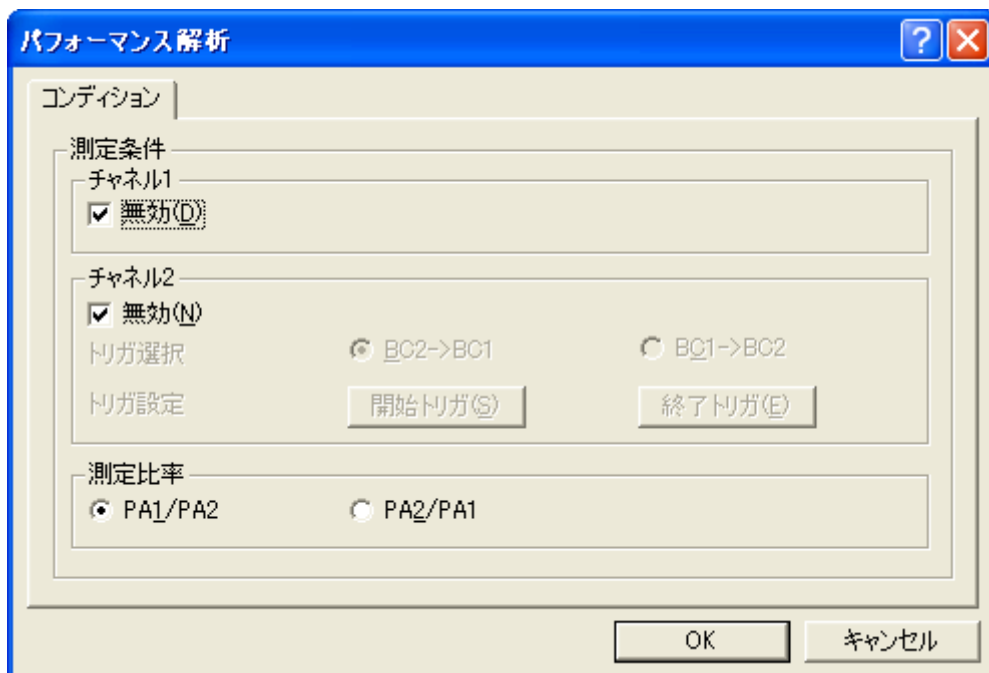 パフォーマンス解析
コンディション
測定条件
チャネル1
無効(D)
チャネル2
無効(N)
トリガ選択 BC2->BC1 BC1->BC2
トリガ設定 開始トリガ(S) 終了トリガ(E)
測定比率
PA1/PA2 PA2/PA1
OK キャンセル